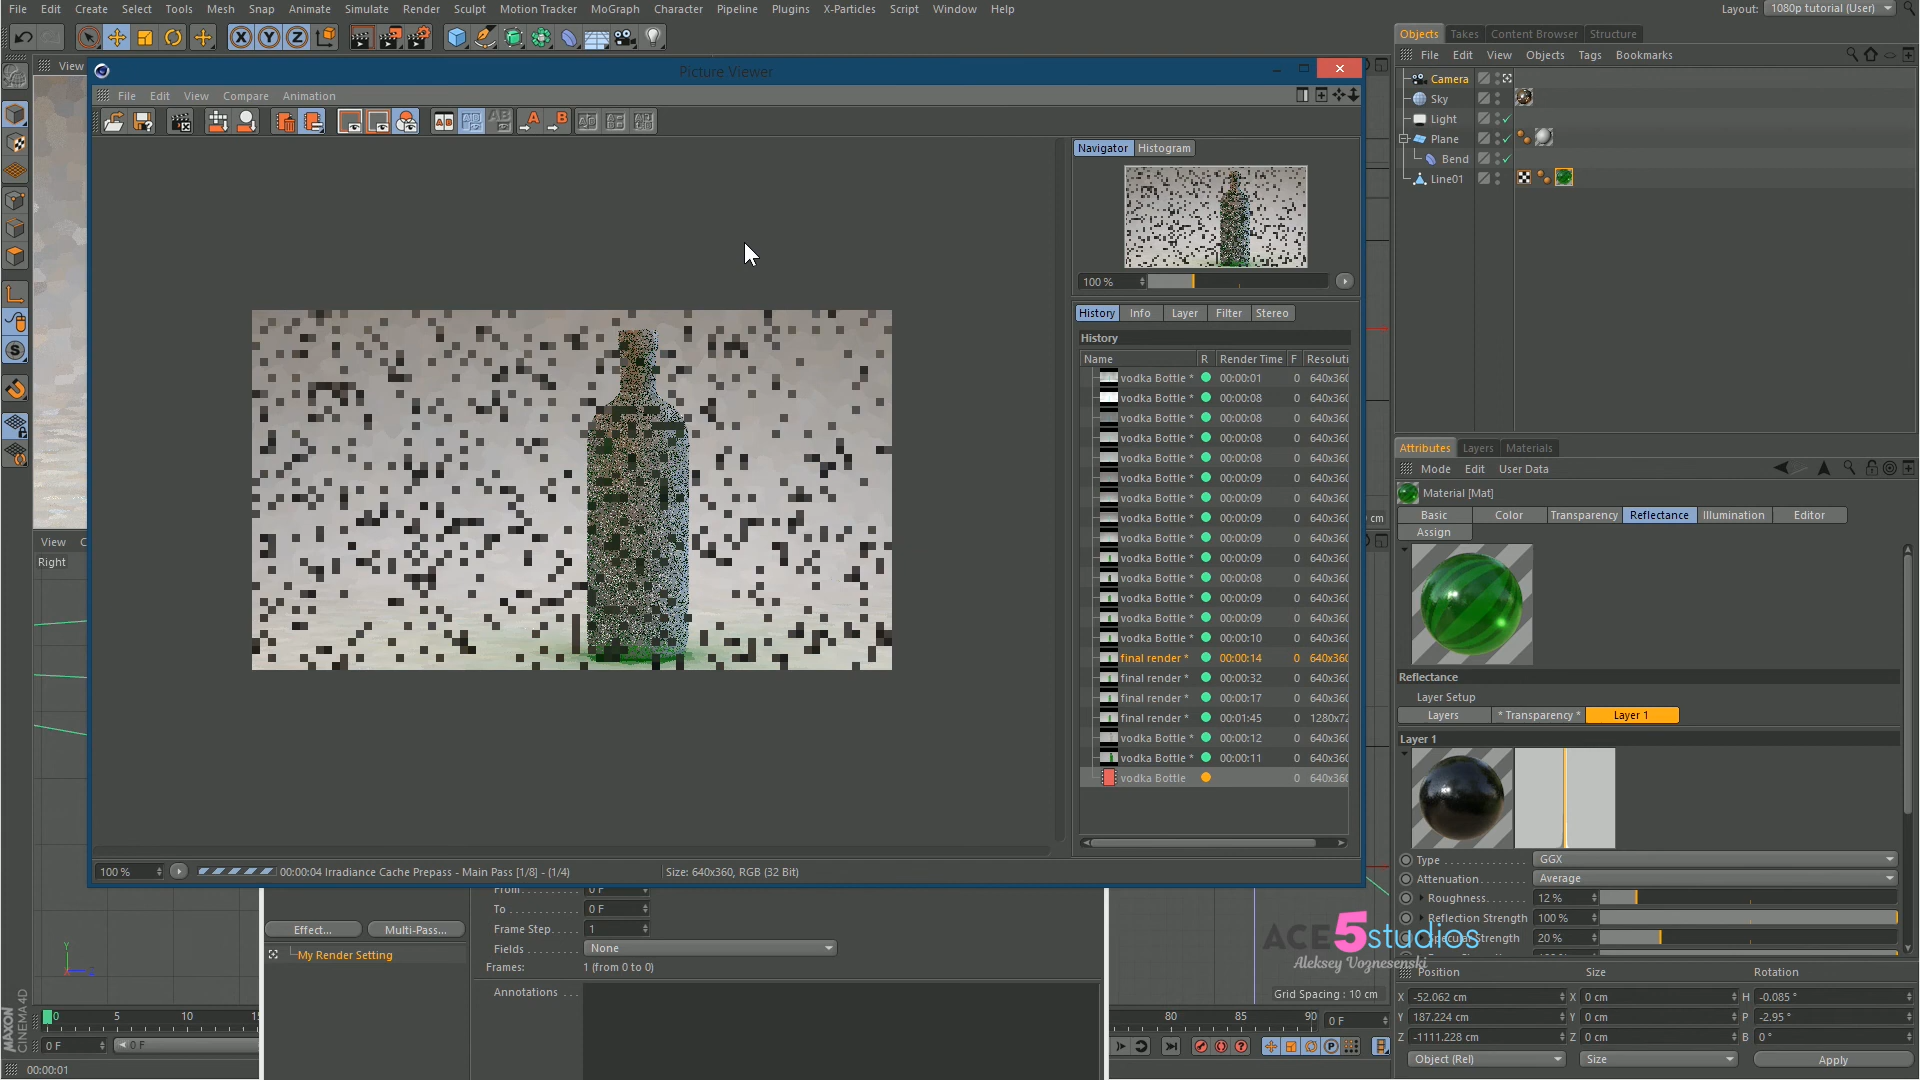 File Edit Create Select Tools Mesh Snap Animate Simulate Render Sculpt Motion Tracker MoGraph Character Pipeline Plugins X-Particles Script Window Help
Layout: 1080p tutorial (User)
Objects Takes Content Browser Structure
File Edit View Objects Tags Bookmarks
View
Picture Viewer
File Edit View Compare Animation
Camera
Sky
Light
Plane
Bend
Line01
Navigator Histogram
100 %
History Info Layer Filter Stereo
History
Name R Render Time F Resoluti
vodka Bottle * 00:00:01 0 640x360
vodka Bottle * 00:00:08 0 640x360
vodka Bottle * 00:00:08 0 640x360
vodka Bottle * 00:00:08 0 640x360
vodka Bottle * 00:00:08 0 640x360
vodka Bottle * 00:00:09 0 640x360
vodka Bottle * 00:00:09 0 640x360
vodka Bottle * 00:00:09 0 640x360
vodka Bottle * 00:00:09 0 640x360
vodka Bottle * 00:00:09 0 640x360
vodka Bottle * 00:00:08 0 640x360
vodka Bottle * 00:00:09 0 640x360
vodka Bottle * 00:00:09 0 640x360
vodka Bottle * 00:00:10 0 640x360
final render * 00:00:14 0 640x360
final render * 00:00:32 0 640x360
final render * 00:00:17 0 640x360
final render * 00:01:45 0 1280x72
vodka Bottle * 00:00:12 0 640x360
vodka Bottle * 00:00:11 0 640x360
vodka Bottle 0 640x360
100 % 00:00:04 Irradiance Cache Prepass - Main Pass [1/8] - (1/4) Size: 640x360, RGB (32 Bit)
View C
Right
cm
Attributes Layers Materials
Mode Edit User Data
Material [Mat]
Basic Color Transparency Reflectance Illumination Editor
Assign
Reflectance
Layer Setup
Layers * Transparency * Layer 1
Layer 1
Type GGX
Attenuation Average
Roughness 12 %
Reflection Strength 100 %
Specular Strength 20 %
Position Size Rotation
X -52.062 cm X 0 cm H -0.085 °
Y 187.224 cm Y 0 cm P -2.95 °
Z -1111.228 cm Z 0 cm B 0 °
Object (Rel) Size Apply
From 0 F
To 0 F
Frame Step 1
Fields None
Frames: 1 (from 0 to 0)
Annotations
Effect... Multi-Pass...
My Render Setting
ACE5studios
Aleksey Voznesenski
Grid Spacing : 10 cm
Y
Z
0 5 10 15
80 85 90 0 F
0 F 0 F
MAXON CINEMA 4D
00:00:01